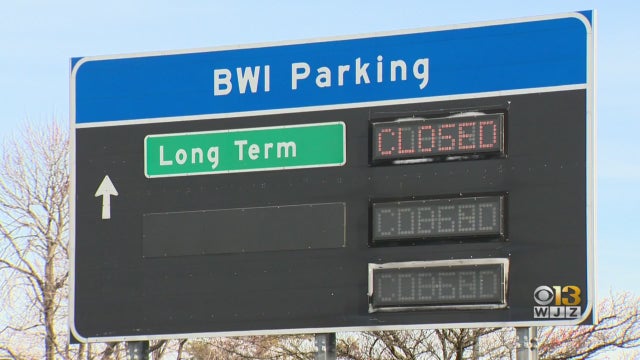 BWI Parking
Long Term
CLOSED
13
WJZ